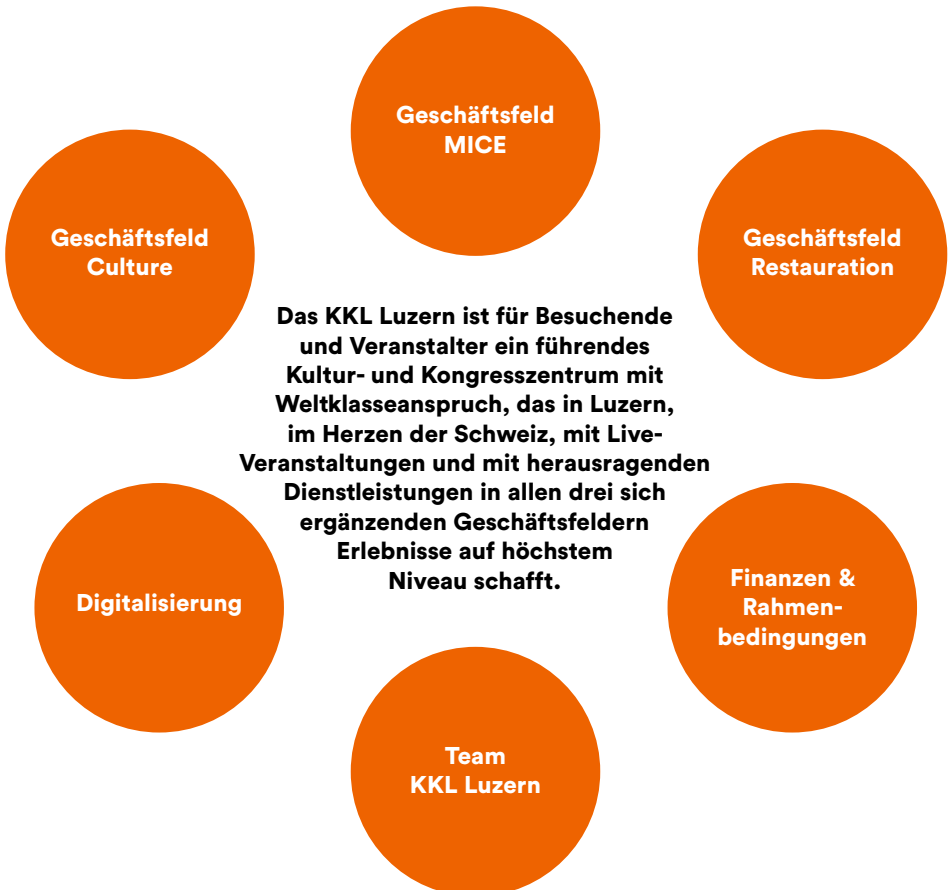 Geschäftsfeld
MICE
Geschäftsfeld
Culture
Geschäftsfeld
Restauration
Das KKL Luzern ist für Besuchende
und Veranstalter ein führendes
Kultur- und Kongresszentrum mit
Weltklasseanspruch, das in Luzern,
im Herzen der Schweiz, mit Live-
Veranstaltungen und mit herausragenden
Dienstleistungen in allen drei sich
ergänzenden Geschäftsfeldern
Erlebnisse auf höchstem
Niveau schafft.
Digitalisierung
Finanzen &
Rahmen-
bedingungen
Team
KKL Luzern